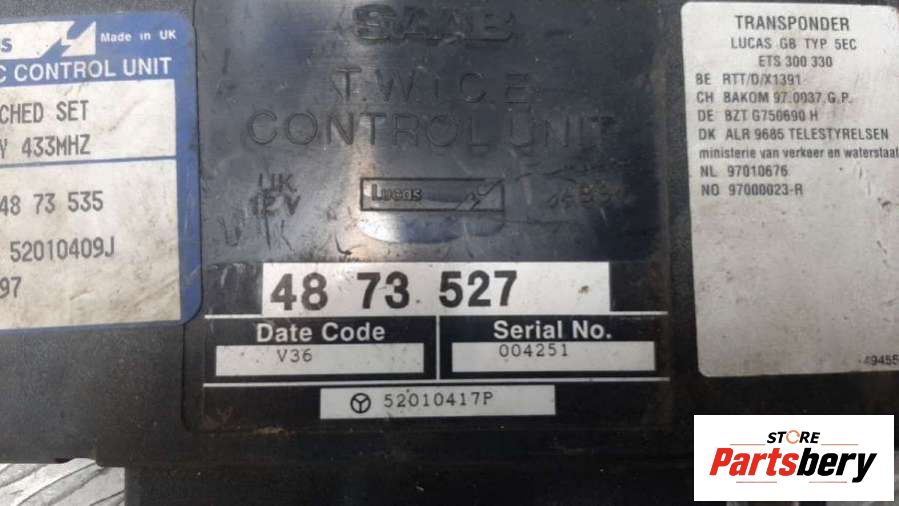 Made in UK
C CONTROL UNIT
CHED SET
Y 433MHZ
48 73 535
52010409J
97
SAAB
T.W.I.C.E
CONTROL UNIT
UK
12V
Lucas
48 73 527
Date Code
Serial No.
V36
004251
52010417P
TRANSPONDER
LUCAS GB TYP 5EC
ETS 300 330
BE RTT/D/X1391
CH BAKOM 97.0037.G.P.
DE BZT G750690 H
DK ALR 9685 TELESTYRELSEN
ministerie van verkeer en waterstaat
NL 97010676
NO 97000023-R
49455
STORE
Partsbery